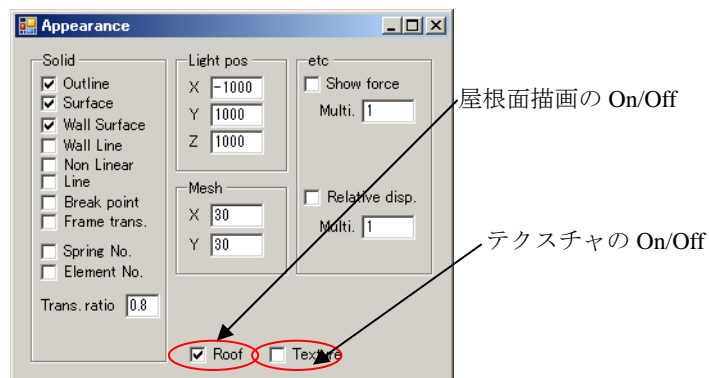 Appearance
Solid
Outline
Surface
Wall Surface
Wall Line
Non Linear
Line
Break point
Frame trans.
Spring No.
Element No.
Trans. ratio 0.8
Light pos
X -1000
Y 1000
Z 1000
Mesh
X 30
Y 30
etc
Show force
Multi. 1
Relative disp.
Multi. 1
Roof
Texture
屋根面描画の On/Off
テクスチャの On/Off